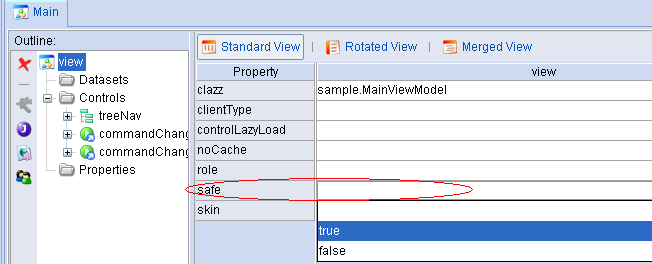 Main
Outline:
view
Datasets
Controls
treeNav
commandChang
commandChang
Properties
Standard View
Rotated View
Merged View
Property view
clazz sample.MainViewModel
clientType
controlLazyLoad
noCache
role
safe
skin
true
false